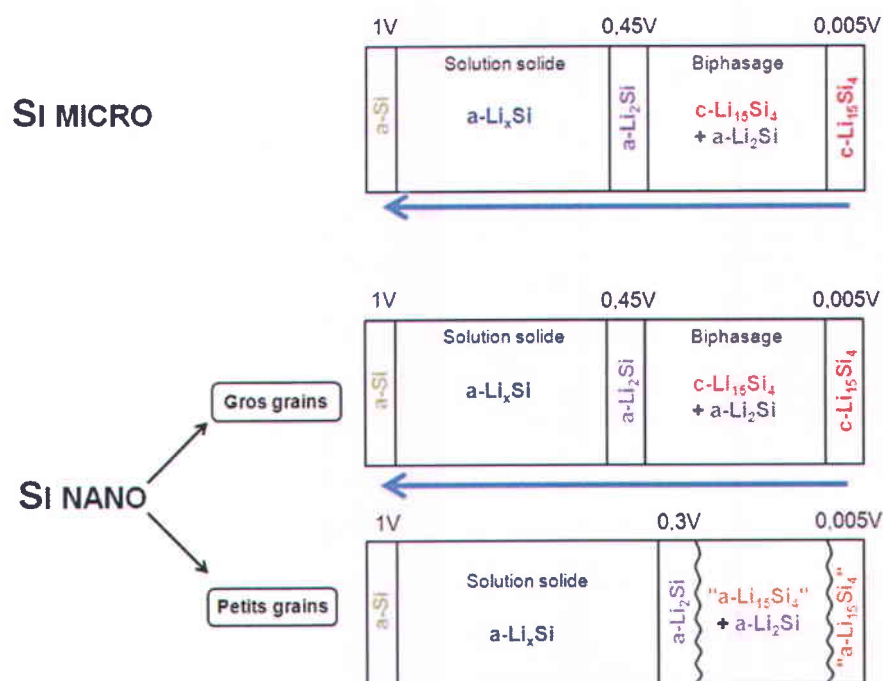 1V 0,45V 0,005V
SI MICRO
a-Si
Solution solide
a-LiₓSi
a-Li₂Si
Biphasage
c-Li₁₅Si₄
+ a-Li₂Si
c-Li₁₅Si₄
1V 0,45V 0,005V
SI NANO
Gros grains
a-Si
Solution solide
a-LiₓSi
a-Li₂Si
Biphasage
c-Li₁₅Si₄
+ a-Li₂Si
c-Li₁₅Si₄
1V 0,3V 0,005V
Petits grains
a-Si
Solution solide
a-LiₓSi
a-Li₂Si
"a-Li₁₅Si₄"
+ a-Li₂Si
"a-Li₁₅Si₄"